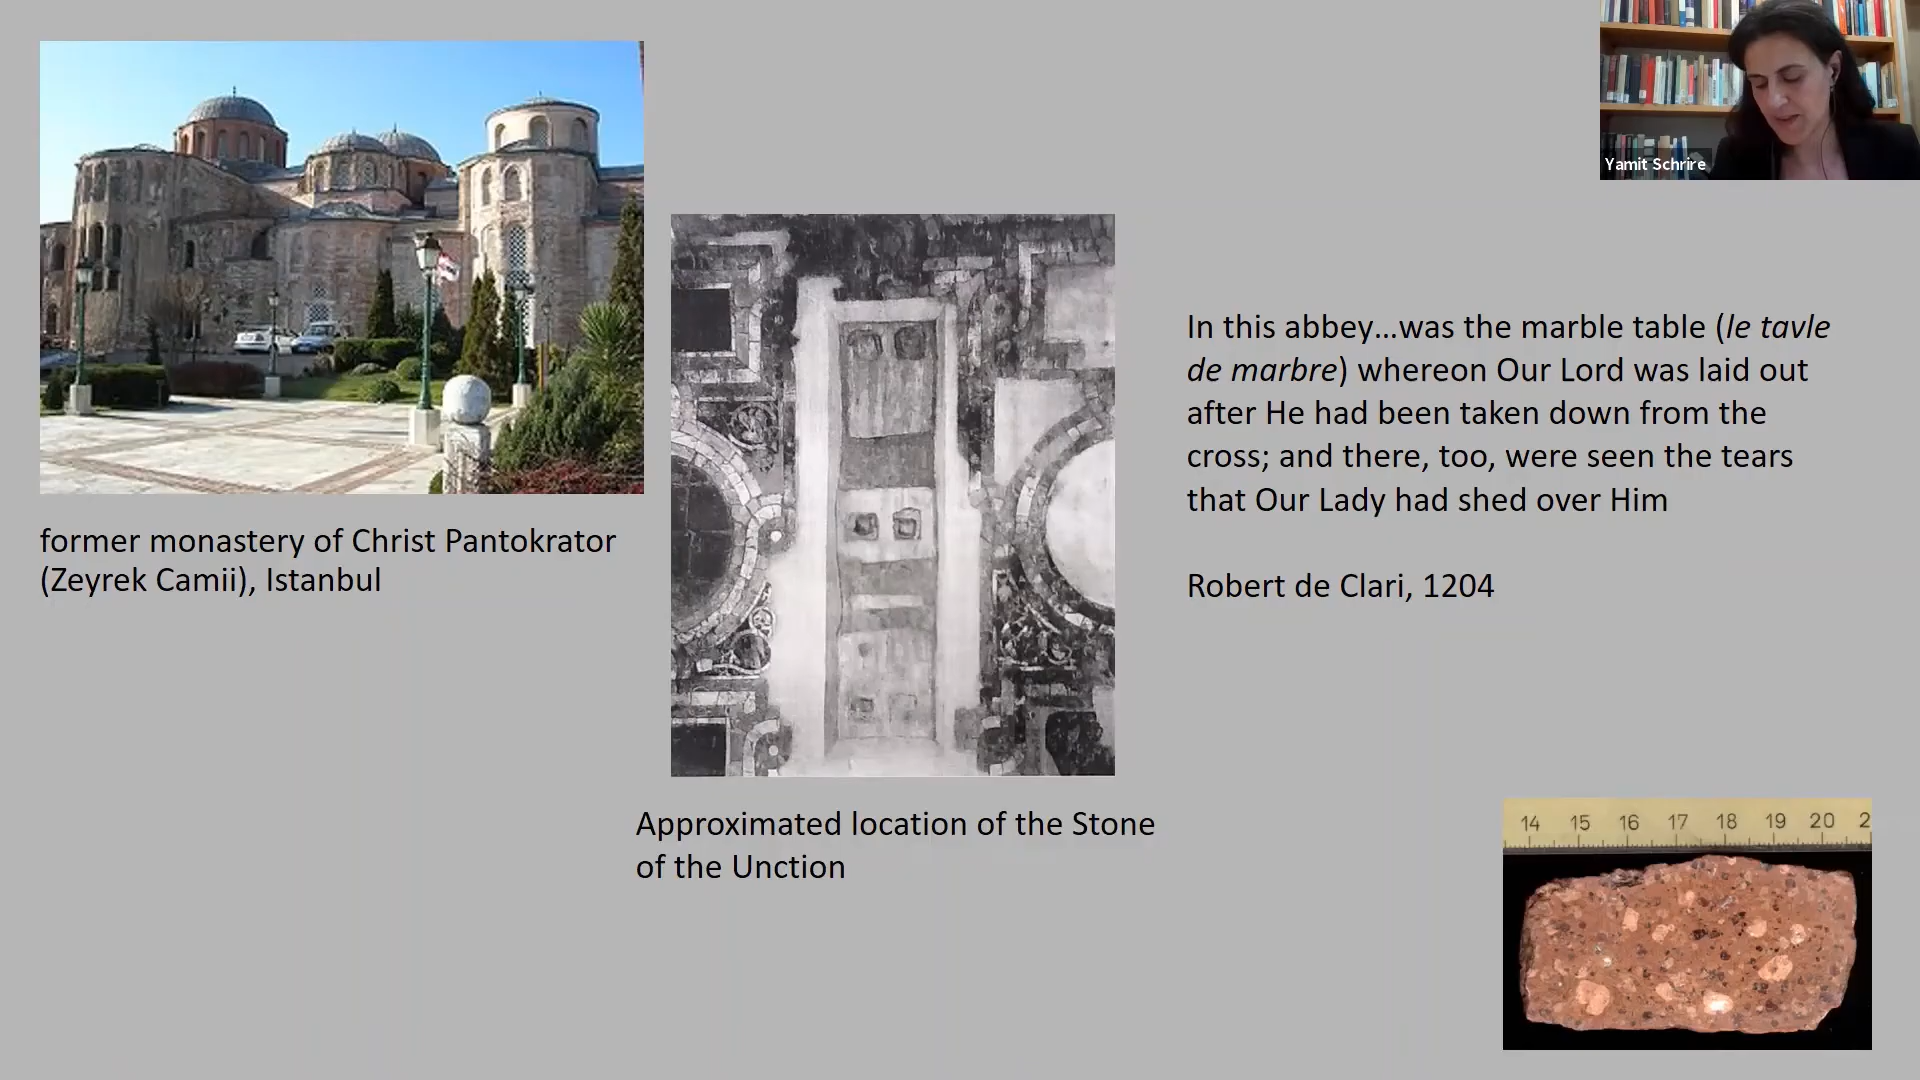 Yamit Schrire
former monastery of Christ Pantokrator
(Zeyrek Camii), Istanbul
In this abbey...was the marble table (le tavle
de marbre) whereon Our Lord was laid out
after He had been taken down from the
cross; and there, too, were seen the tears
that Our Lady had shed over Him
Robert de Clari, 1204
Approximated location of the Stone
of the Unction
14 15 16 17 18 19 20 2